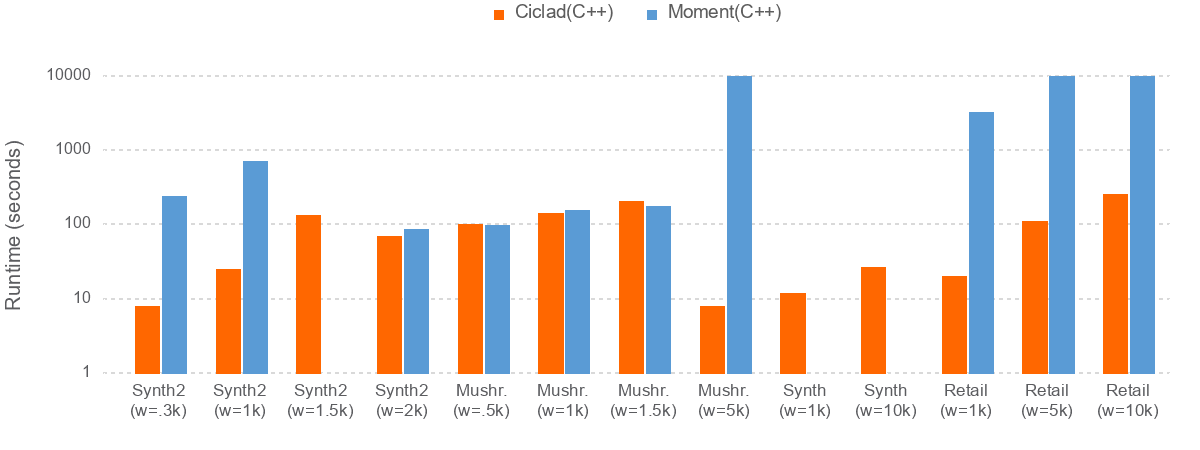 Ciclad(C++) Moment(C++)
10000
1000
100
10
1
Runtime (seconds)
Synth2 Synth2 Synth2 Synth2 Mushr. Mushr. Mushr. Mushr. Synth Synth Retail Retail Retail
(w=.3k) (w=1k) (w=1.5k) (w=2k) (w=.5k) (w=1k) (w=1.5k) (w=5k) (w=1k) (w=10k) (w=1k) (w=5k) (w=10k)